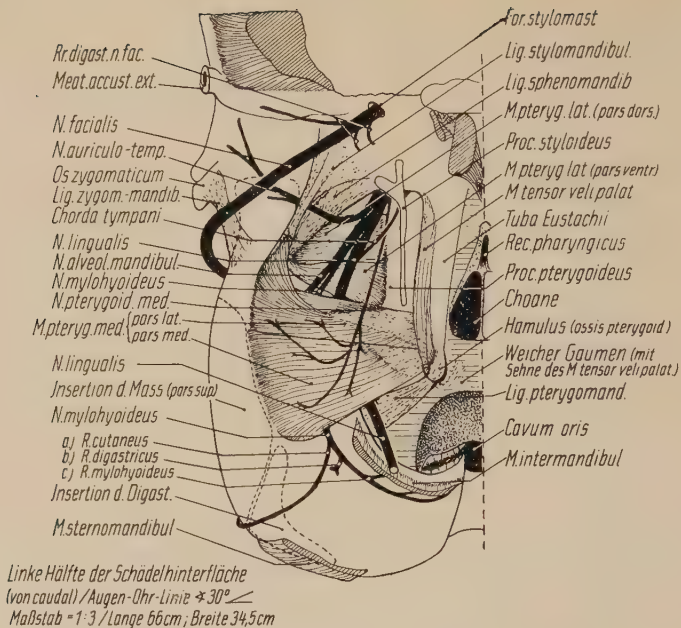 Rr.digast.n.fac.
Meat.accust.ext.
N.facialis
N.auriculo-temp.
Os zygomaticum
Lig.zygom.-mandib.
Chorda tympani
N.lingualis
N.alveol.mandibul.
N.mylohyoideus
N.pterygoid.med.
M.pteryg.med. { pars lat.
pars med.
N.lingualis
Insertion d.Mass (pars sup)
N.mylohyoideus
a) R.cutaneus
b) R.digastricus
c) R.mylohyoideus
Insertion d.Digast.
M.sternomandibul
For.stylomast
Lig.stylomandibul.
Lig.sphenomandib
M.pteryg.lat. (pars dors.)
Proc.styloideus
M pteryg lat (pars ventr)
M tensor veli palat
Tuba Eustachii
Rec.pharyngicus
Proc.pterygoideus
Choane
Hamulus (ossis pterygoid)
Weicher Gaumen (mit
Sehne des M tensor veli palat.)
Lig.pterygomand.
Cavum oris
M.intermandibul
Linke Hälfte der Schädelhinterfläche
(von caudal) / Augen-Ohr-Linie ∢ 30°
Maßstab = 1:3 / Lange 66cm ; Breite 34,5cm